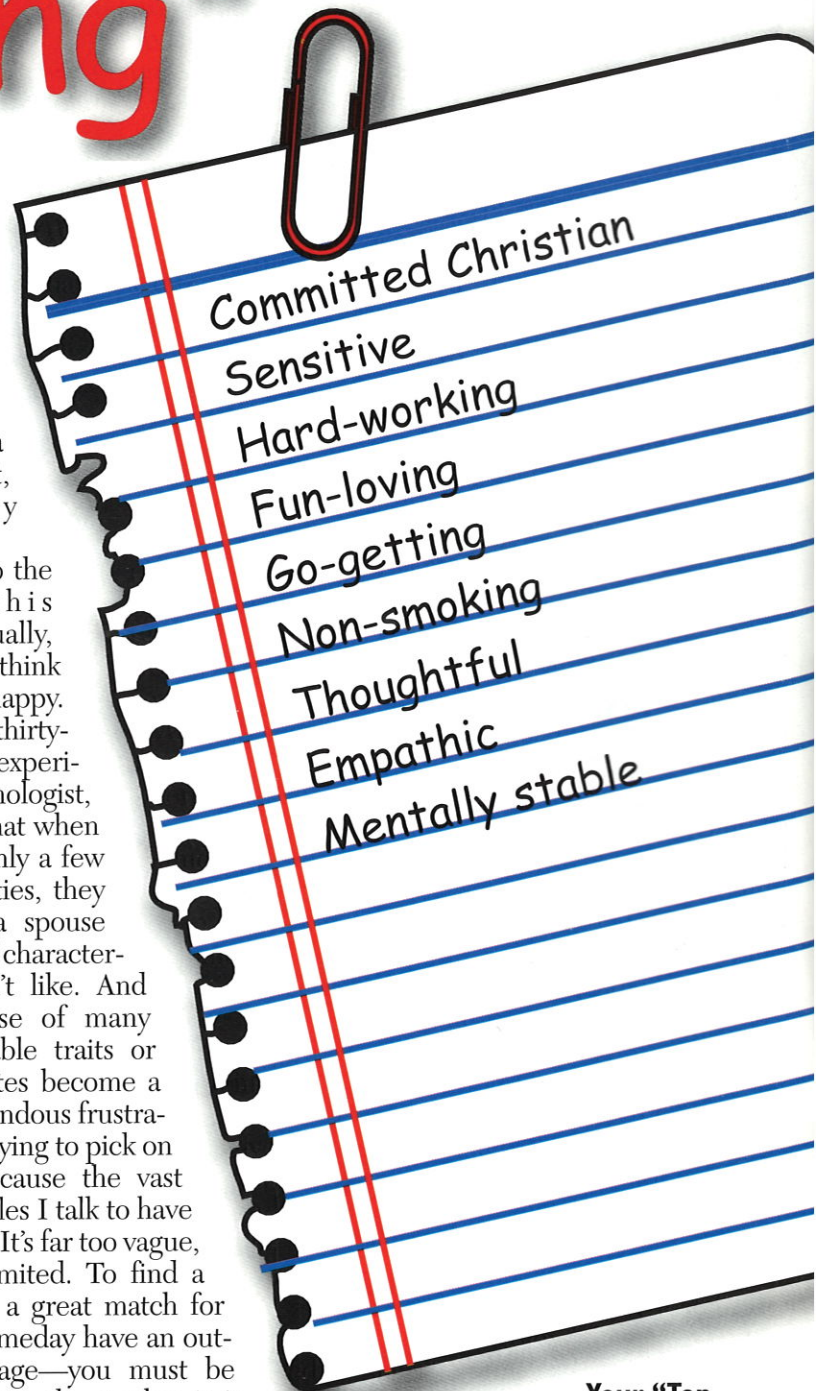 ng
Committed Christian
Sensitive
Hard-working
Fun-loving
Go-getting
Non-smoking
Thoughtful
Empathic
Mentally stable
t,
y
o the
his
ually,
think
appy.
thirty-
experi-
nologist,
hat when
nly a few
ties, they
a spouse
character-
't like. And
se of many
ble traits or
tes become a
ndous frustra-
ying to pick on
cause the vast
les I talk to have
It's far too vague,
mited. To find a
a great match for
meday have an out-
age—you must be
Your "Ten